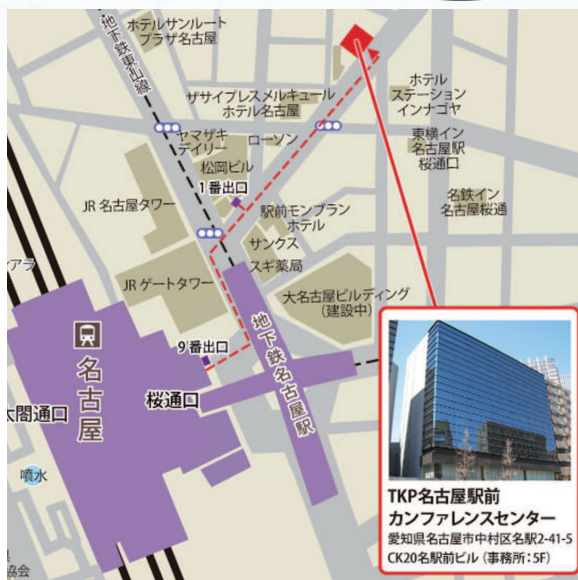 ホテルサンルート
プラザ名古屋
地下鉄東山線
ザサイプレスメルキュール
ホテル名古屋
ホテル
ステーション
インナゴヤ
ヤマザキ
デイリー
ローソン
東横イン
名古屋駅
桜通口
松岡ビル
1番出口
名鉄イン
名古屋桜通
JR名古屋タワー
駅前モンブラン
ホテル
サンクス
スギ薬局
JRゲートタワー
大名古屋ビルディング
(建設中)
9番出口
地下鉄名古屋駅
名古屋
桜通口
太閤通口
噴水
協会
TKP名古屋駅前
カンファレンスセンター
愛知県名古屋市中村区名駅2-41-5
CK20名駅前ビル (事務所:5F)